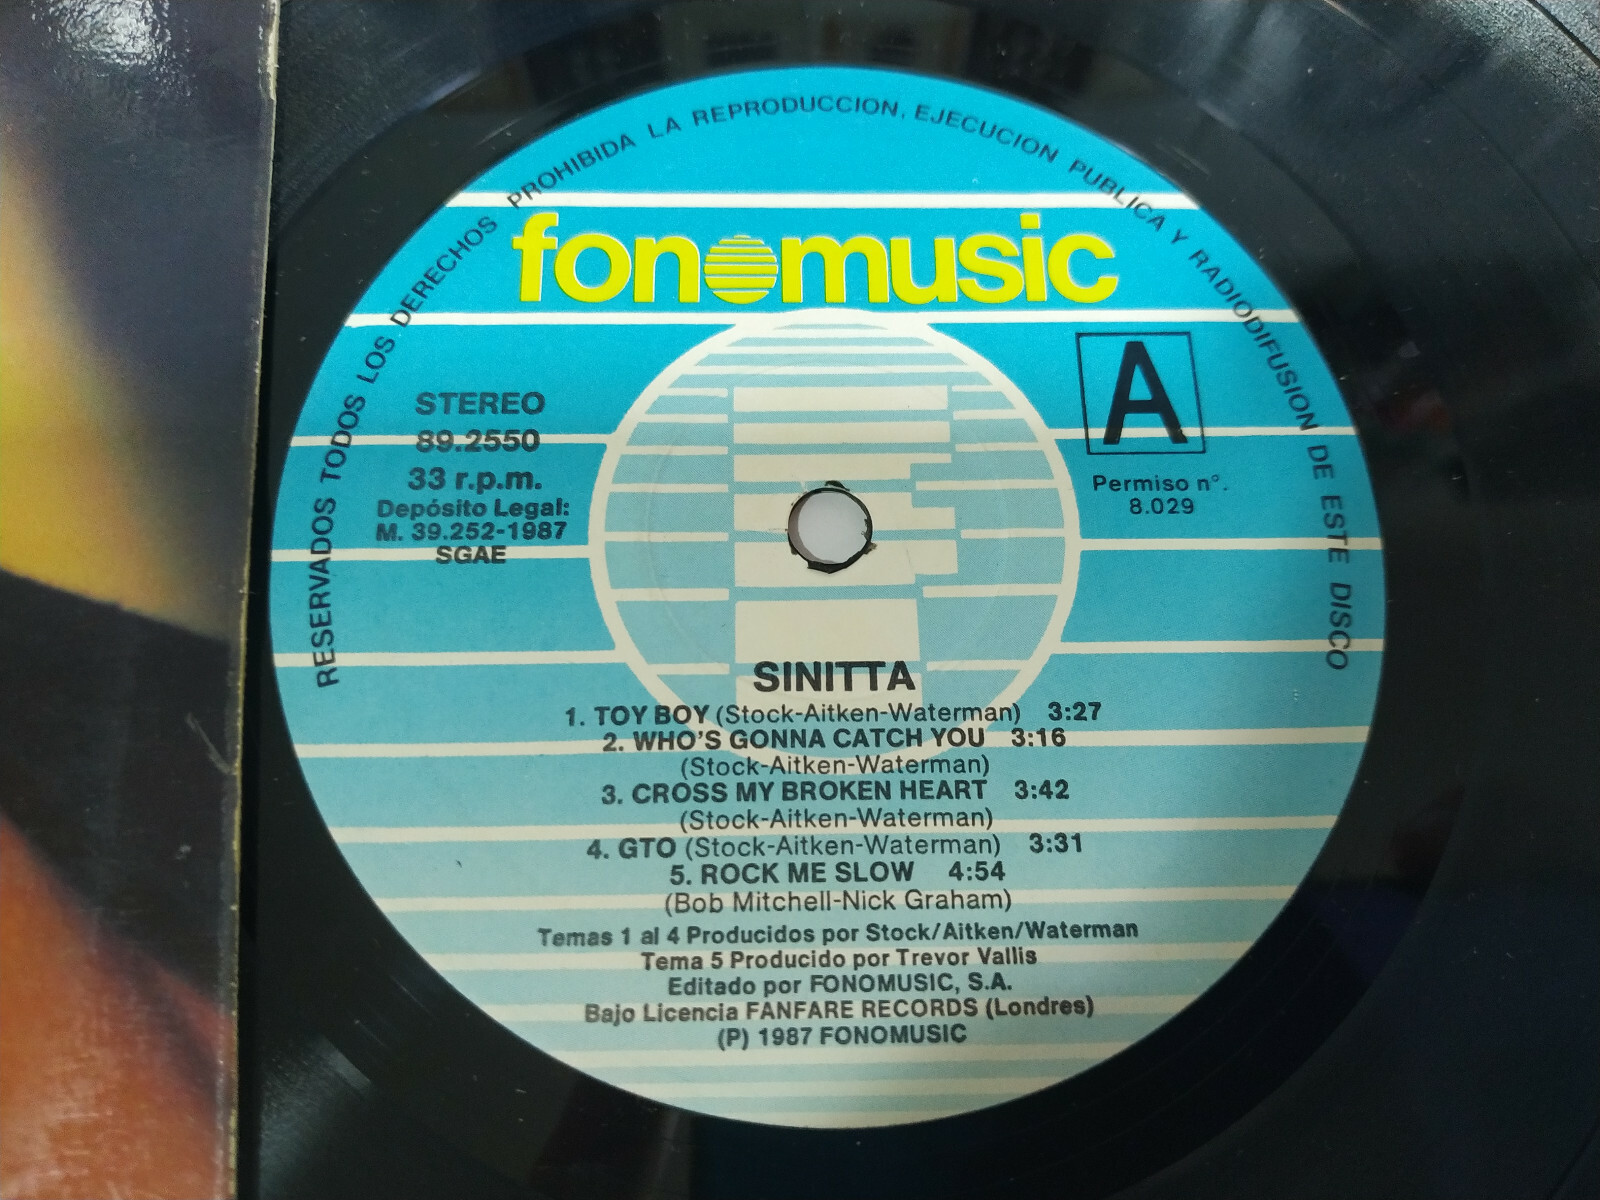 RESERVADOS TODOS LOS DERECHOS PROHIBIDA LA REPRODUCCION, EJECUCION PUBLICA Y RADIODIFUSION DE ESTE DISCO
fonomusic
A
STEREO
89.2550
33 r.p.m.
Depósito Legal:
M. 39.252-1987
SGAE
Permiso n°.
8.029
SINITTA
1. TOY BOY (Stock-Aitken-Waterman) 3:27
2. WHO'S GONNA CATCH YOU 3:16
(Stock-Aitken-Waterman)
3. CROSS MY BROKEN HEART 3:42
(Stock-Aitken-Waterman)
4. GTO (Stock-Aitken-Waterman) 3:31
5. ROCK ME SLOW 4:54
(Bob Mitchell-Nick Graham)
Temas 1 al 4 Producidos por Stock/Aitken/Waterman
Tema 5 Producido por Trevor Vallis
Editado por FONOMUSIC, S.A.
Bajo Licencia FANFARE RECORDS (Londres)
(P) 1987 FONOMUSIC